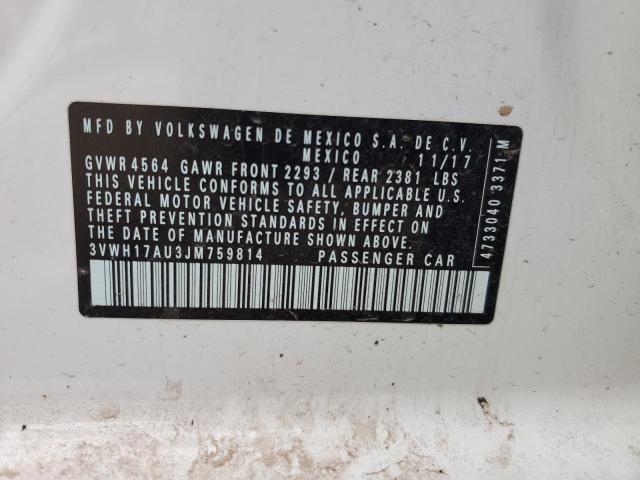 MFD BY VOLKSWAGEN DE MEXICO S.A. DE C.V.
MEXICO 11/17
GVWR 4564 GAWR FRONT 2293 / REAR 2381 LBS
THIS VEHICLE CONFORMS TO ALL APPLICABLE U.S.
FEDERAL MOTOR VEHICLE SAFETY, BUMPER AND
THEFT PREVENTION STANDARDS IN EFFECT ON
THE DATE OF MANUFACTURE SHOWN ABOVE
3VWH17AU3JM759814 PASSENGER CAR
4733040 3371-M